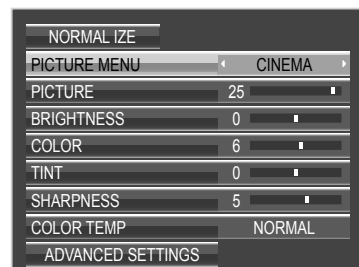 NORMAL IZE
PICTURE MENU CINEMA
PICTURE 25
BRIGHTNESS 0
COLOR 6
TINT 0
SHARPNESS 5
COLOR TEMP NORMAL
ADVANCED SETTINGS